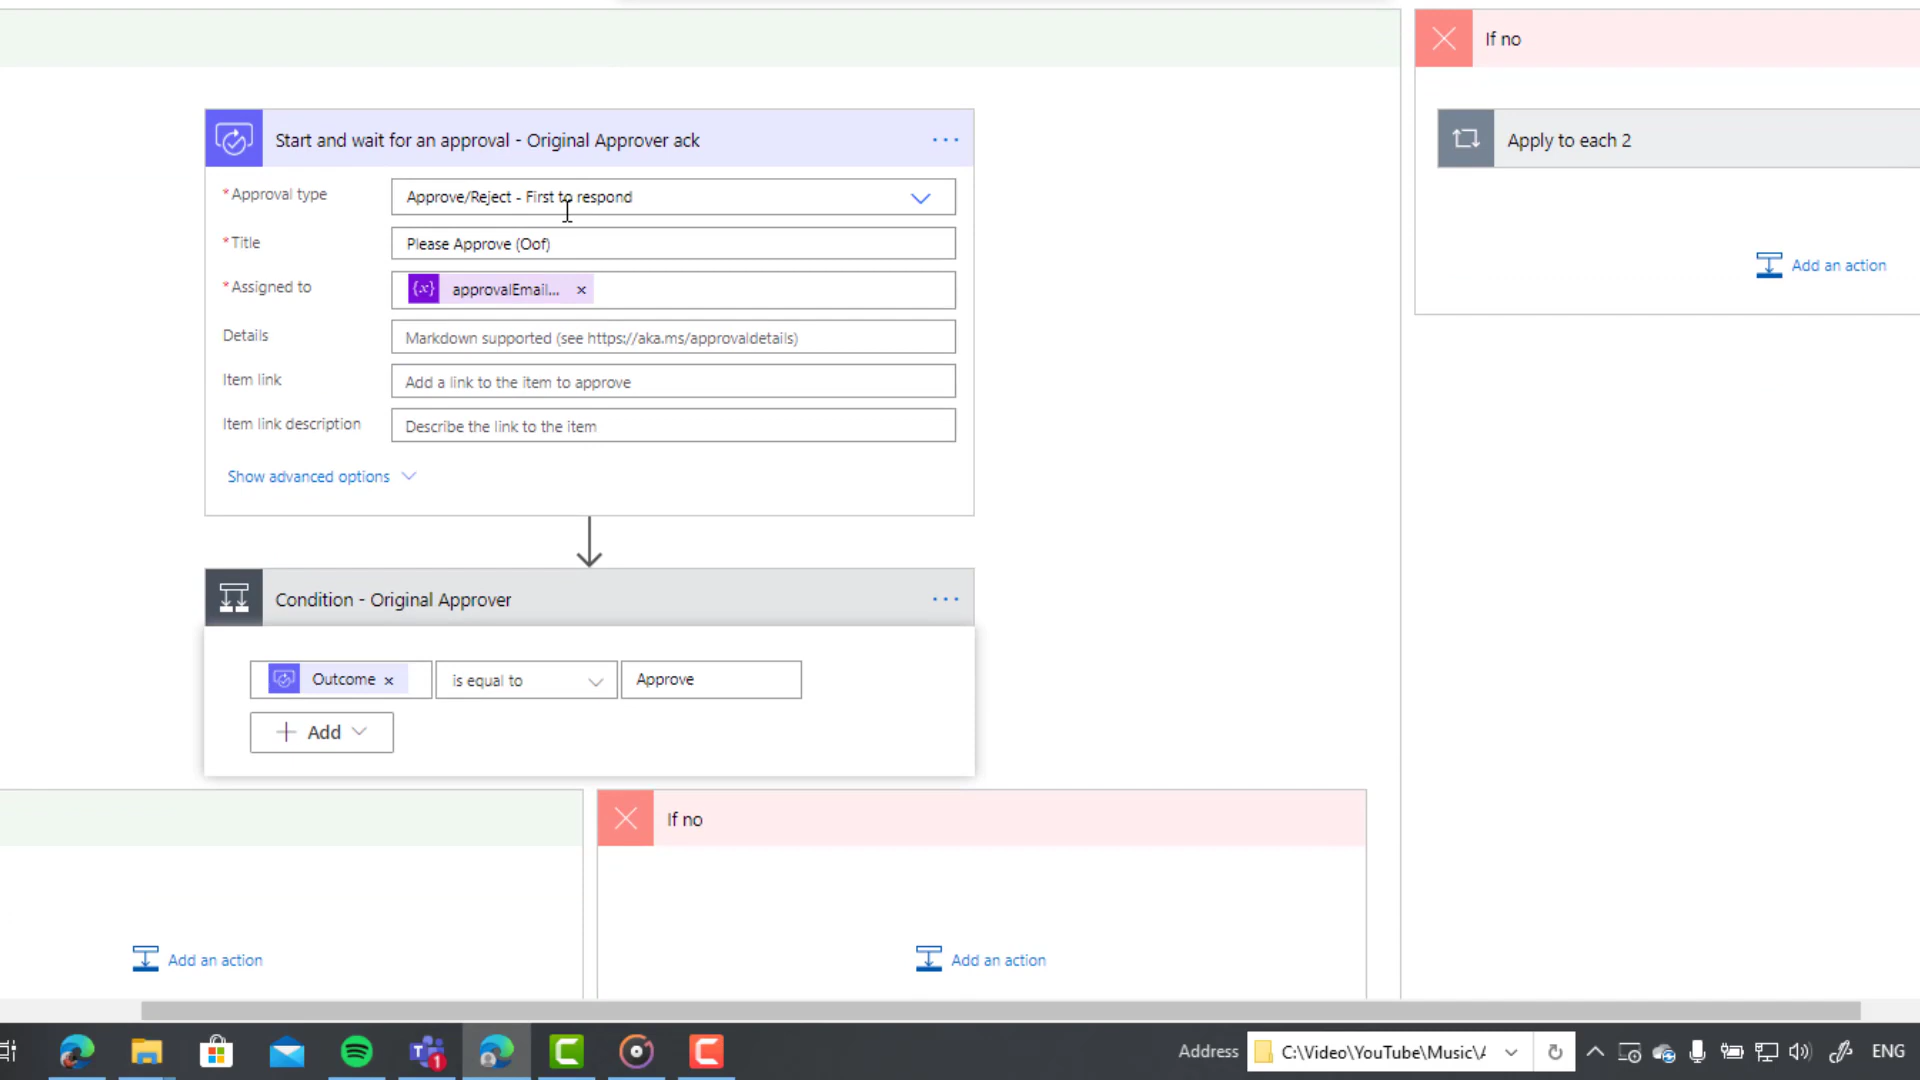 If no
Start and wait for an approval - Original Approver ack
...
Apply to each 2
*Approval type
Approve/Reject - First to respond
*Title
Please Approve (Oof)
Add an action
*Assigned to
{x} approvalEmail... ×
Details
Markdown supported (see https://aka.ms/approvaldetails)
Item link
Add a link to the item to approve
Item link description
Describe the link to the item
Show advanced options
Condition - Original Approver
...
Outcome ×
is equal to
Approve
+ Add
If no
Add an action
Add an action
1
Address
C:\Video\YouTube\Music\
ENG